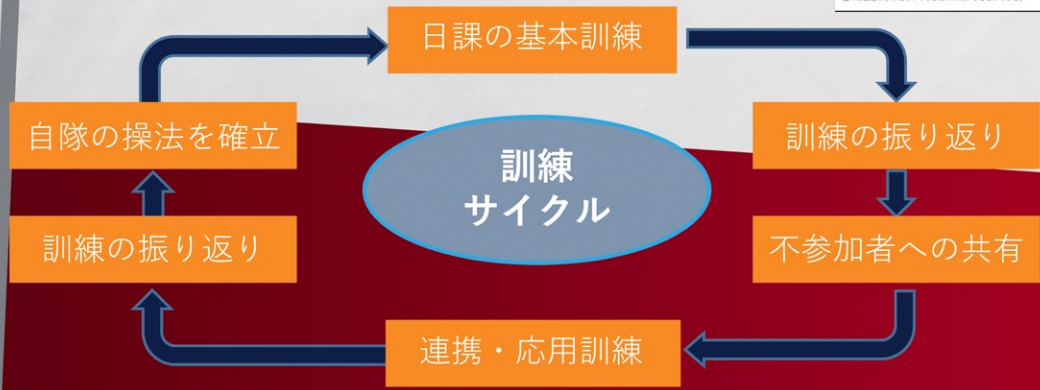 日課の基本訓練
自隊の操法を確立
訓練の振り返り
訓練
サイクル
訓練の振り返り
不参加者への共有
連携・応用訓練